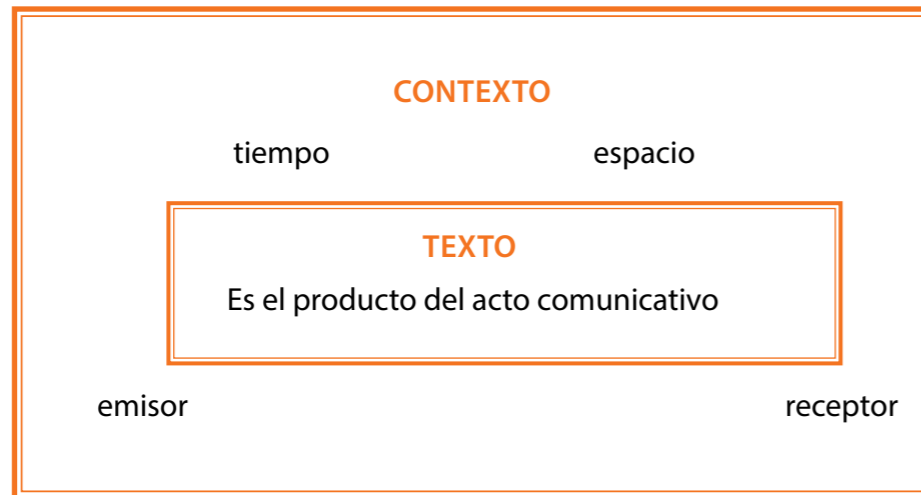 CONTEXTO
tiempo espacio
TEXTO
Es el producto del acto comunicativo
emisor receptor